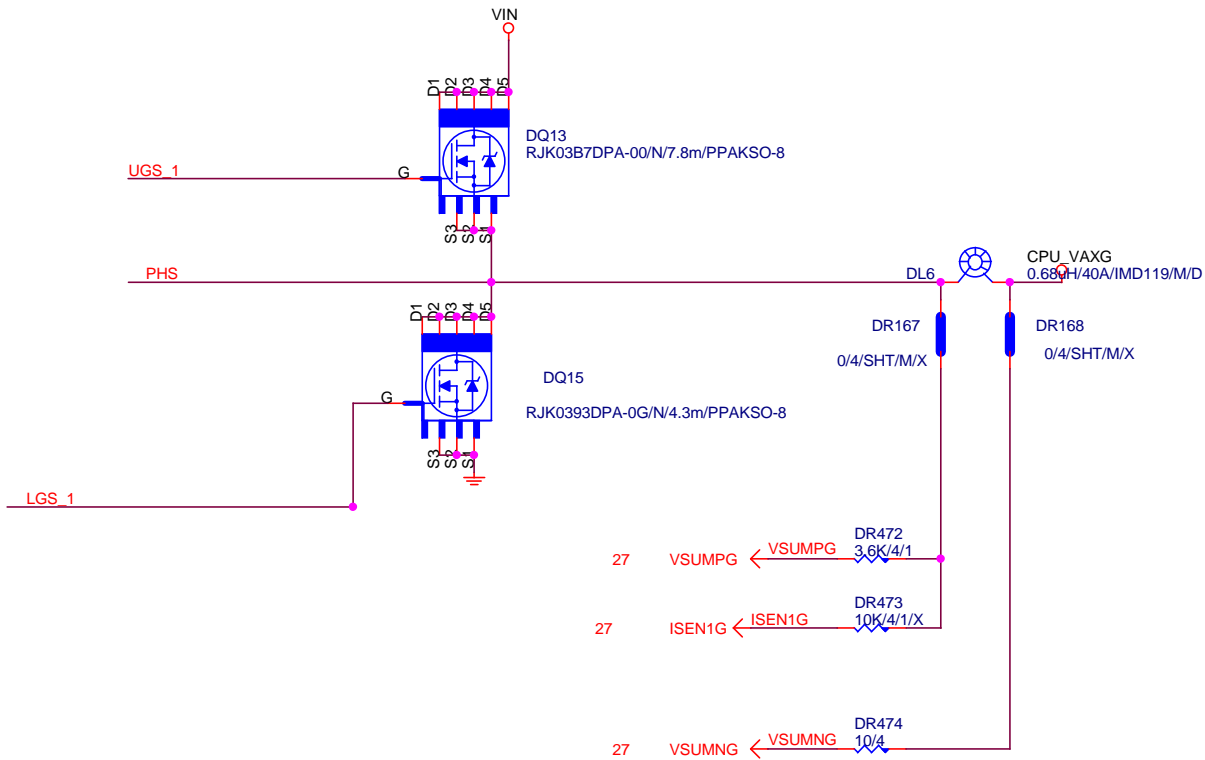 VIN
D1 D2 D3 D4 D5
DQ13
RJK03B7DPA-00/N/7.8m/PPAKSO-8
UGS_1
G
S3 S2 S1
PHS
DL6
CPU_VAXG
0.68uH/40A/IMD119/M/D
D1 D2 D3 D4 D5
DR167
0/4/SHT/M/X
DR168
0/4/SHT/M/X
DQ15
RJK0393DPA-0G/N/4.3m/PPAKSO-8
G
S3 S2 S1
LGS_1
DR472
3.6K/4/1
27 VSUMPG VSUMPG
DR473
10K/4/1/X
27 ISEN1G ISEN1G
DR474
10/4
27 VSUMNG VSUMNG